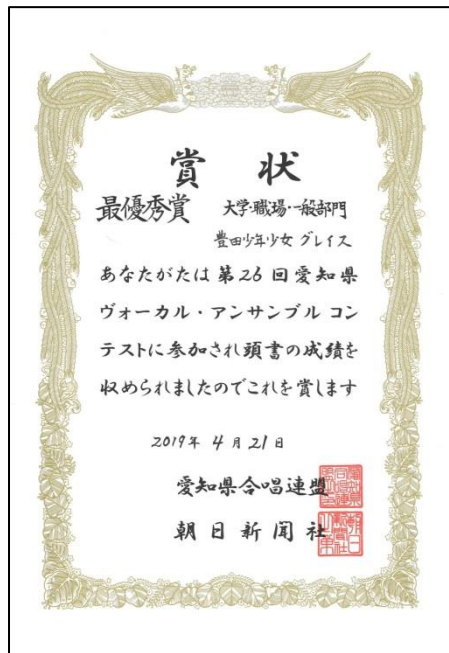 賞状
最優秀賞 大学・職場・一般部門
豊田少年少女 グレイス
あなたがたは第26回愛知県
ヴォーカル・アンサンブル コン
テストに参加され頭書の成績を
収められましたのでこれを賞します
2019年 4月21日
愛知県合唱連盟
朝日新聞社